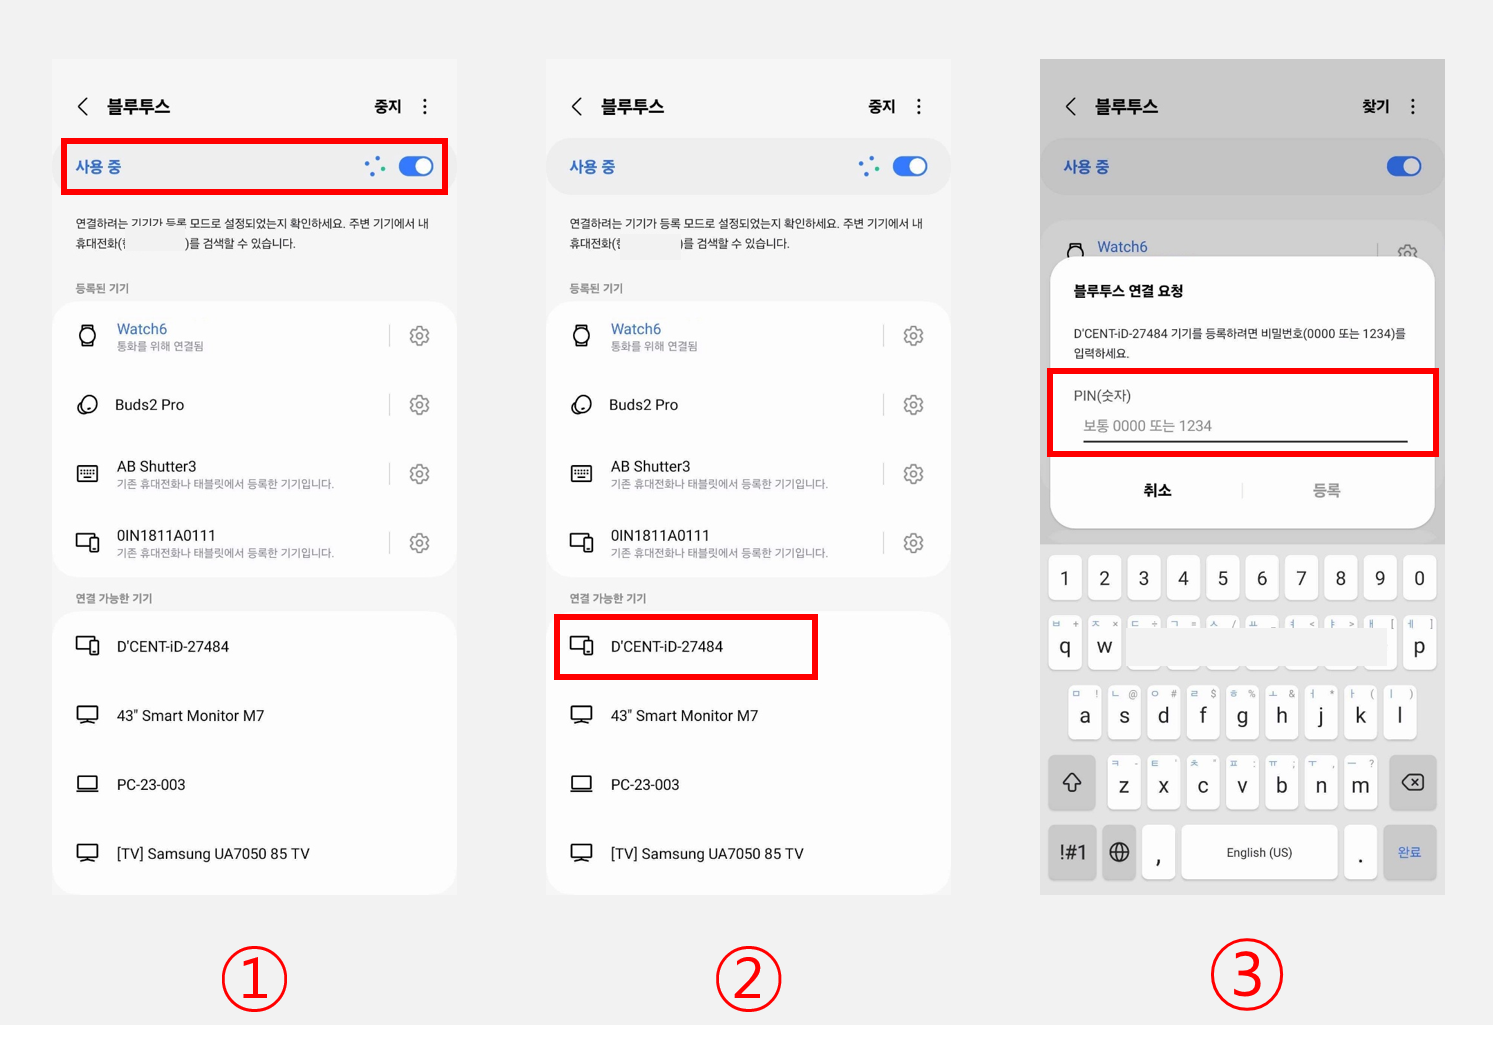 블루투스
중지
사용 중
연결하려는 기기가 등록 모드로 설정되었는지 확인하세요. 주변 기기에서 내
휴대전화( )를 검색할 수 있습니다.
등록된 기기
Watch6
통화를 위해 연결됨
Buds2 Pro
AB Shutter3
기존 휴대전화나 태블릿에서 등록한 기기입니다.
0IN1811A0111
기존 휴대전화나 태블릿에서 등록한 기기입니다.
연결 가능한 기기
D'CENT-iD-27484
43" Smart Monitor M7
PC-23-003
[TV] Samsung UA7050 85 TV
①
블루투스
중지
사용 중
연결하려는 기기가 등록 모드로 설정되었는지 확인하세요. 주변 기기에서 내
휴대전화( )를 검색할 수 있습니다.
등록된 기기
Watch6
통화를 위해 연결됨
Buds2 Pro
AB Shutter3
기존 휴대전화나 태블릿에서 등록한 기기입니다.
0IN1811A0111
기존 휴대전화나 태블릿에서 등록한 기기입니다.
연결 가능한 기기
D'CENT-iD-27484
43" Smart Monitor M7
PC-23-003
[TV] Samsung UA7050 85 TV
②
블루투스
찾기
사용 중
Watch6
블루투스 연결 요청
D'CENT-iD-27484 기기를 등록하려면 비밀번호(0000 또는 1234)를
입력하세요.
PIN(숫자)
보통 0000 또는 1234
취소
등록
1 2 3 4 5 6 7 8 9 0
ㅂ + ㅈ × ㄷ ÷ ㄱ = ㅅ / ㅛ _ ㅕ < ㅑ > ㅐ [ ㅔ ]
q w p
ㅁ ! ㄴ @ ㅇ # ㄹ $ ㅎ % ㅗ & ㅓ * ㅏ ( ㅣ )
a s d f g h j k l
ㅋ - ㅌ ' ㅊ " ㅍ : ㅠ ; ㅜ , ㅡ ?
z x c v b n m
!#1 , English (US) . 완료
③